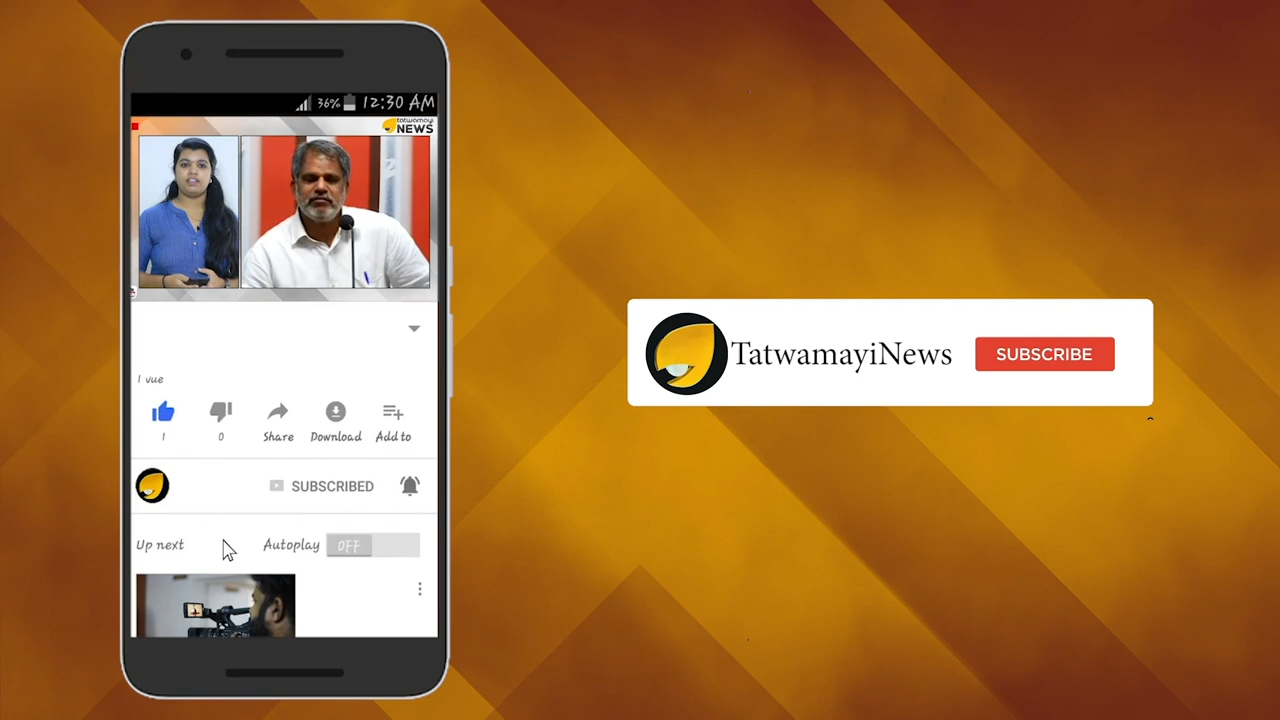 36% 12:30 AM
tatwamayi
NEWS
1 vue
1 0 Share Download Add to
SUBSCRIBED
Up next Autoplay OFF
TatwamayiNews SUBSCRIBE